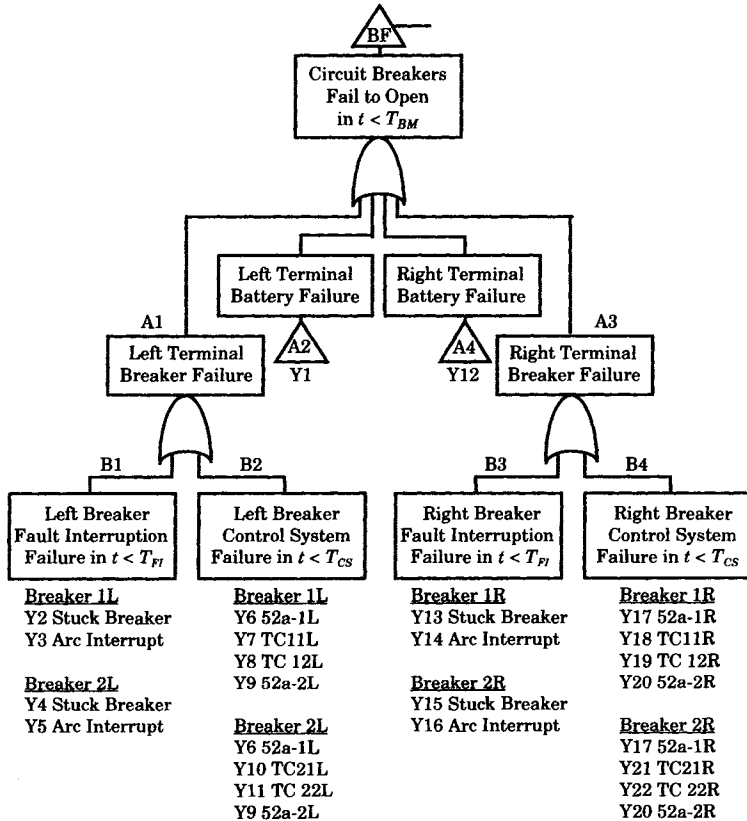 BF
Circuit Breakers
Fail to Open
in t < T_BM
Left Terminal
Battery Failure
Right Terminal
Battery Failure
A1
A2
A4
A3
Y1
Y12
Left Terminal
Breaker Failure
Right Terminal
Breaker Failure
B1
B2
B3
B4
Left Breaker
Fault Interruption
Failure in t < T_FI
Left Breaker
Control System
Failure in t < T_CS
Right Breaker
Fault Interruption
Failure in t < T_FI
Right Breaker
Control System
Failure in t < T_CS
Breaker 1L
Y2 Stuck Breaker
Y3 Arc Interrupt
Breaker 2L
Y4 Stuck Breaker
Y5 Arc Interrupt
Breaker 1L
Y6 52a-1L
Y7 TC11L
Y8 TC 12L
Y9 52a-2L
Breaker 2L
Y6 52a-1L
Y10 TC21L
Y11 TC 22L
Y9 52a-2L
Breaker 1R
Y13 Stuck Breaker
Y14 Arc Interrupt
Breaker 2R
Y15 Stuck Breaker
Y16 Arc Interrupt
Breaker 1R
Y17 52a-1R
Y18 TC11R
Y19 TC 12R
Y20 52a-2R
Breaker 2R
Y17 52a-1R
Y21 TC21R
Y22 TC 22R
Y20 52a-2R